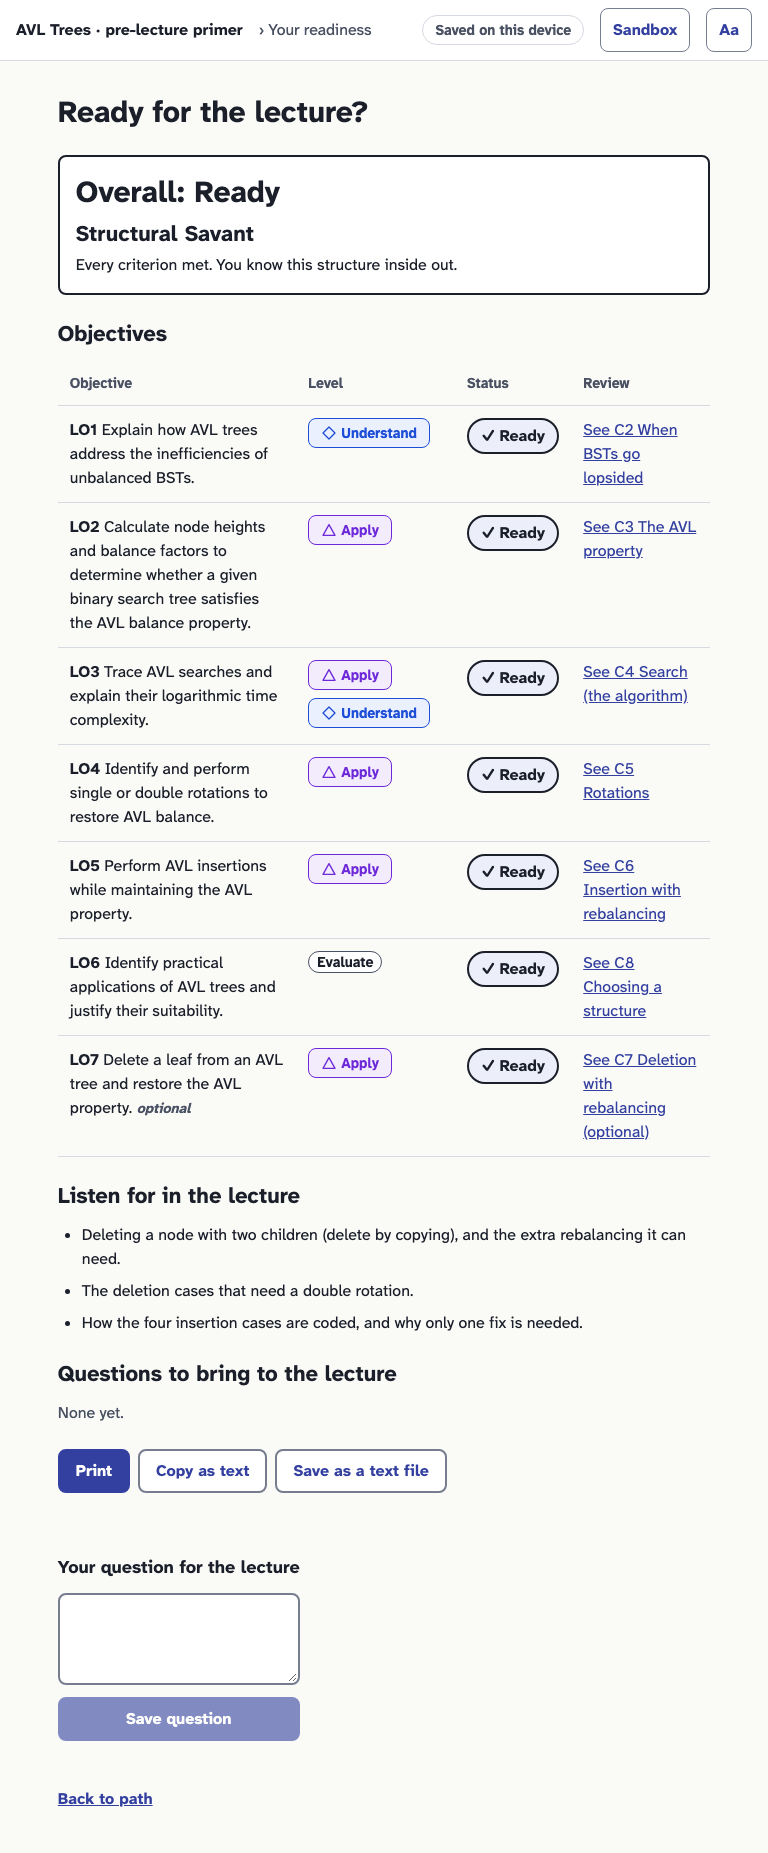 AVL Trees · pre-lecture primer › Your readiness Saved on this device Sandbox Aa
Ready for the lecture?
Overall: Ready
Structural Savant
Every criterion met. You know this structure inside out.
Objectives
Objective Level Status Review
LO1 Explain how AVL trees
address the inefficiencies of
unbalanced BSTs.
◇ Understand
✓ Ready
See C2 When
BSTs go
lopsided
LO2 Calculate node heights
and balance factors to
determine whether a given
binary search tree satisfies
the AVL balance property.
△ Apply
✓ Ready
See C3 The AVL
property
LO3 Trace AVL searches and
explain their logarithmic time
complexity.
△ Apply
◇ Understand
✓ Ready
See C4 Search
(the algorithm)
LO4 Identify and perform
single or double rotations to
restore AVL balance.
△ Apply
✓ Ready
See C5
Rotations
LO5 Perform AVL insertions
while maintaining the AVL
property.
△ Apply
✓ Ready
See C6
Insertion with
rebalancing
LO6 Identify practical
applications of AVL trees and
justify their suitability.
Evaluate
✓ Ready
See C8
Choosing a
structure
LO7 Delete a leaf from an AVL
tree and restore the AVL
property. optional
△ Apply
✓ Ready
See C7 Deletion
with
rebalancing
(optional)
Listen for in the lecture
• Deleting a node with two children (delete by copying), and the extra rebalancing it can
need.
• The deletion cases that need a double rotation.
• How the four insertion cases are coded, and why only one fix is needed.
Questions to bring to the lecture
None yet.
Print Copy as text Save as a text file
Your question for the lecture
Save question
Back to path